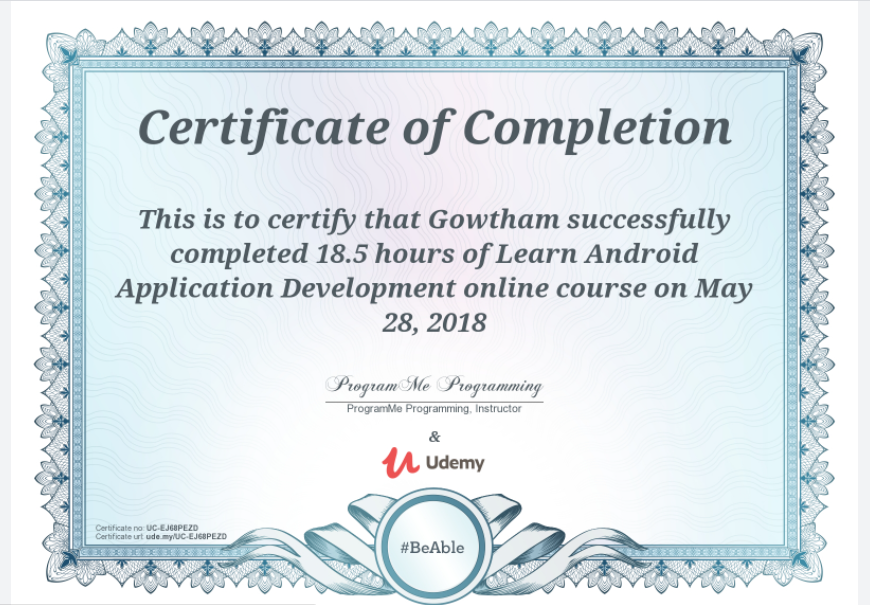 Certificate of Completion
This is to certify that Gowtham successfully
completed 18.5 hours of Learn Android
Application Development online course on May
28, 2018
ProgramMe Programming
ProgramMe Programming, Instructor
&
Udemy
Certificate no: UC-EJ68PEZD
Certificate url: ude.my/UC-EJ68PEZD
#BeAble